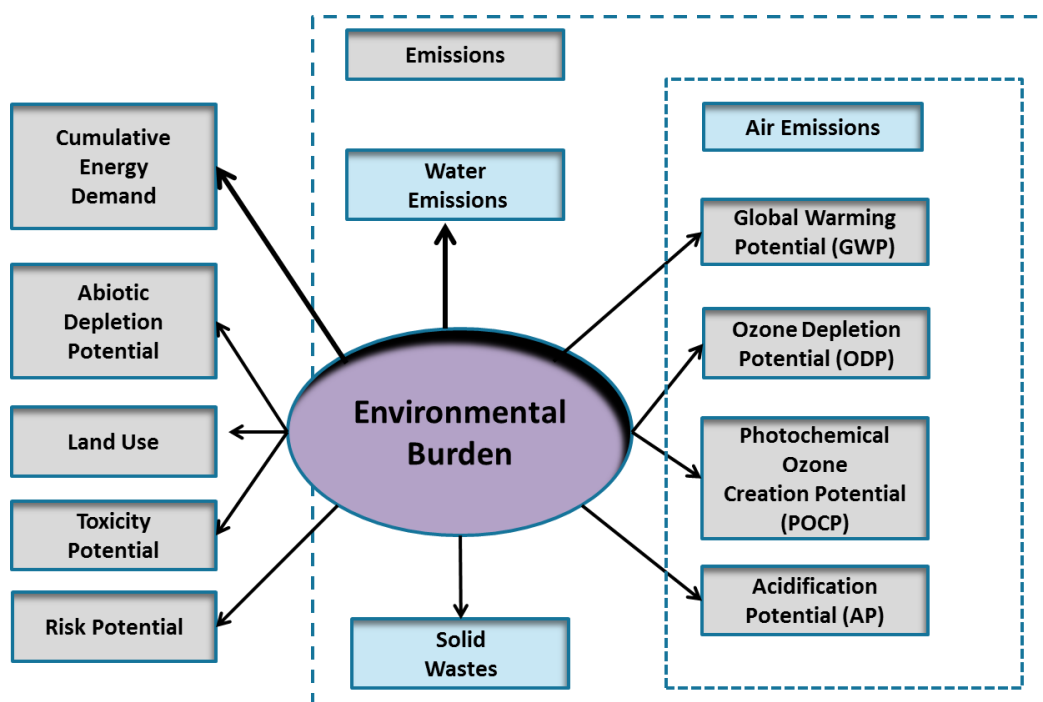 Emissions
Air Emissions
Cumulative
Energy
Demand
Water
Emissions
Global Warming
Potential (GWP)
Abiotic
Depletion
Potential
Ozone Depletion
Potential (ODP)
Environmental
Burden
Land Use
Photochemical
Ozone
Creation Potential
(POCP)
Toxicity
Potential
Acidification
Potential (AP)
Risk Potential
Solid
Wastes